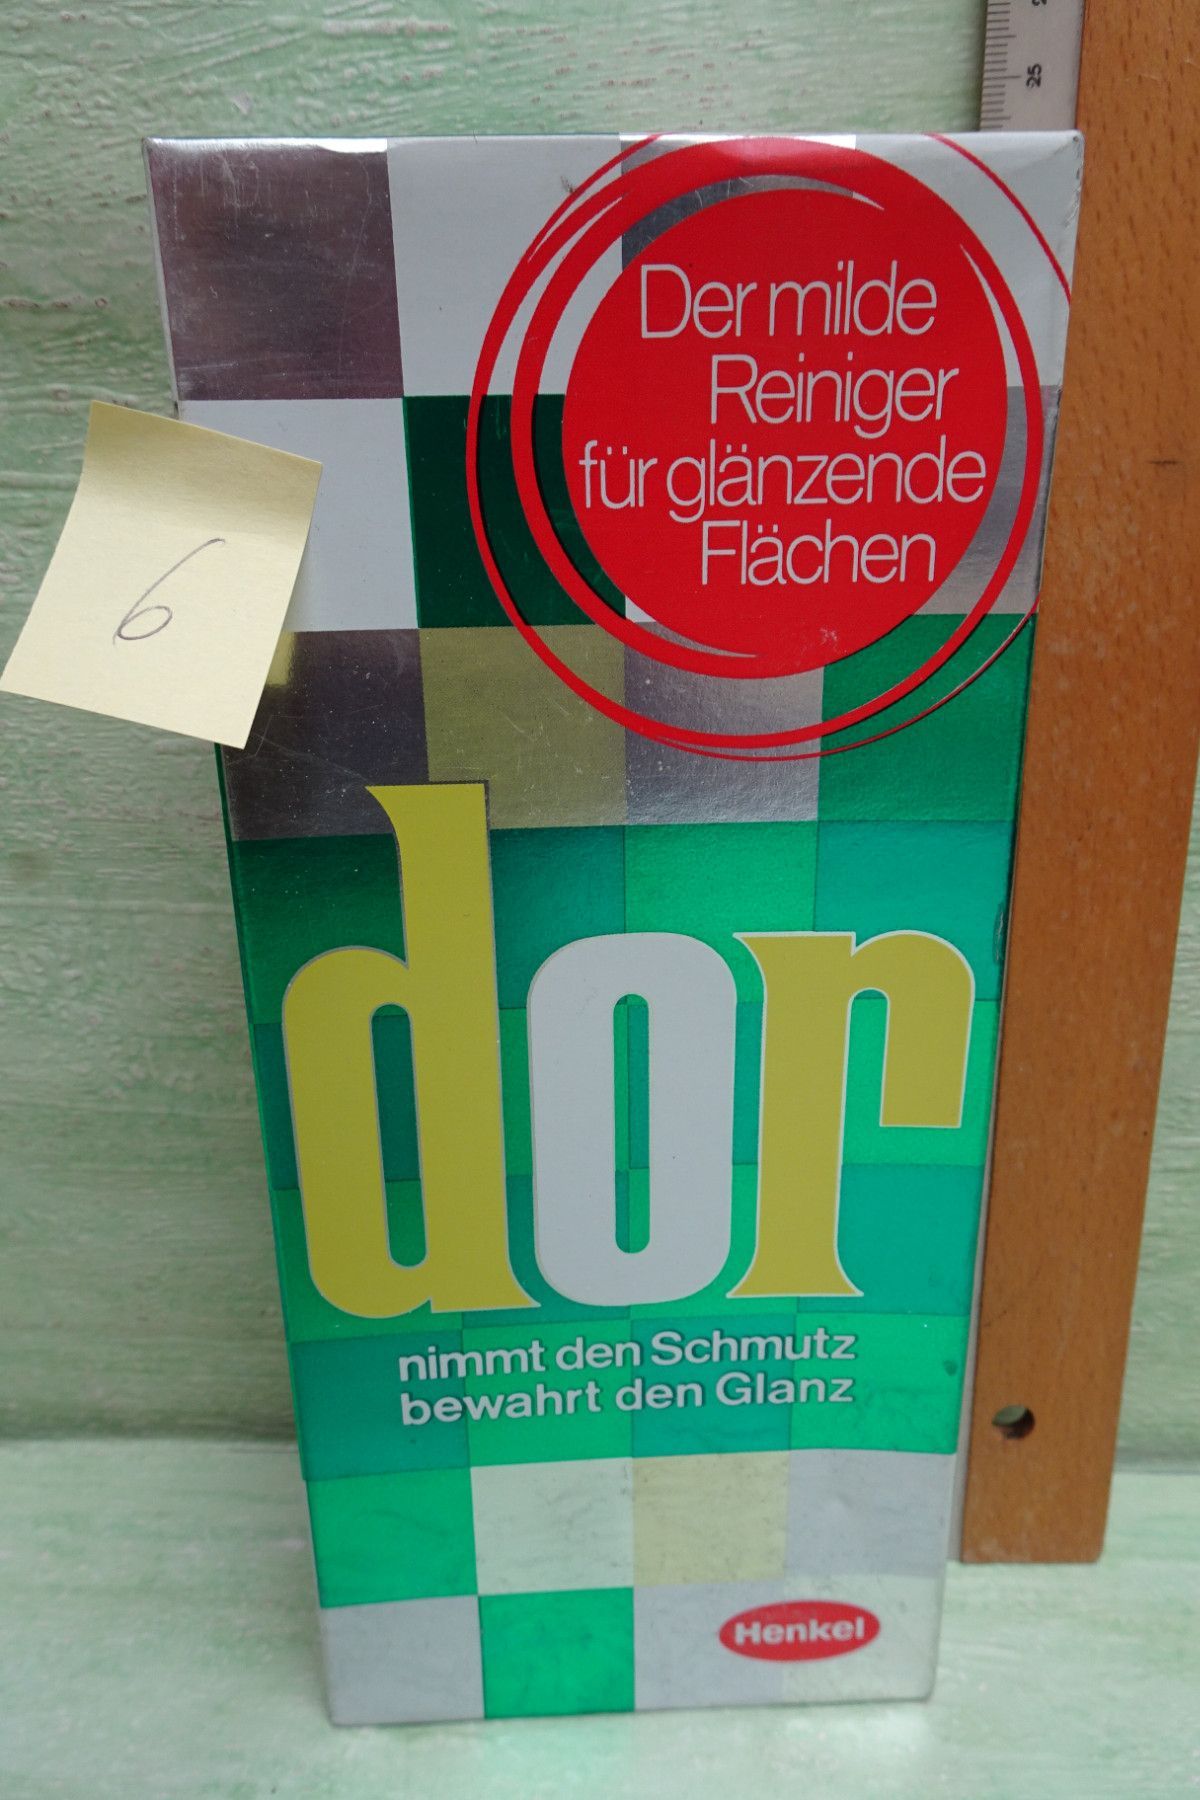 25
Der milde
Reiniger
für glänzende
Flächen
6
dor
nimmt den Schmutz
bewahrt den Glanz
Henkel